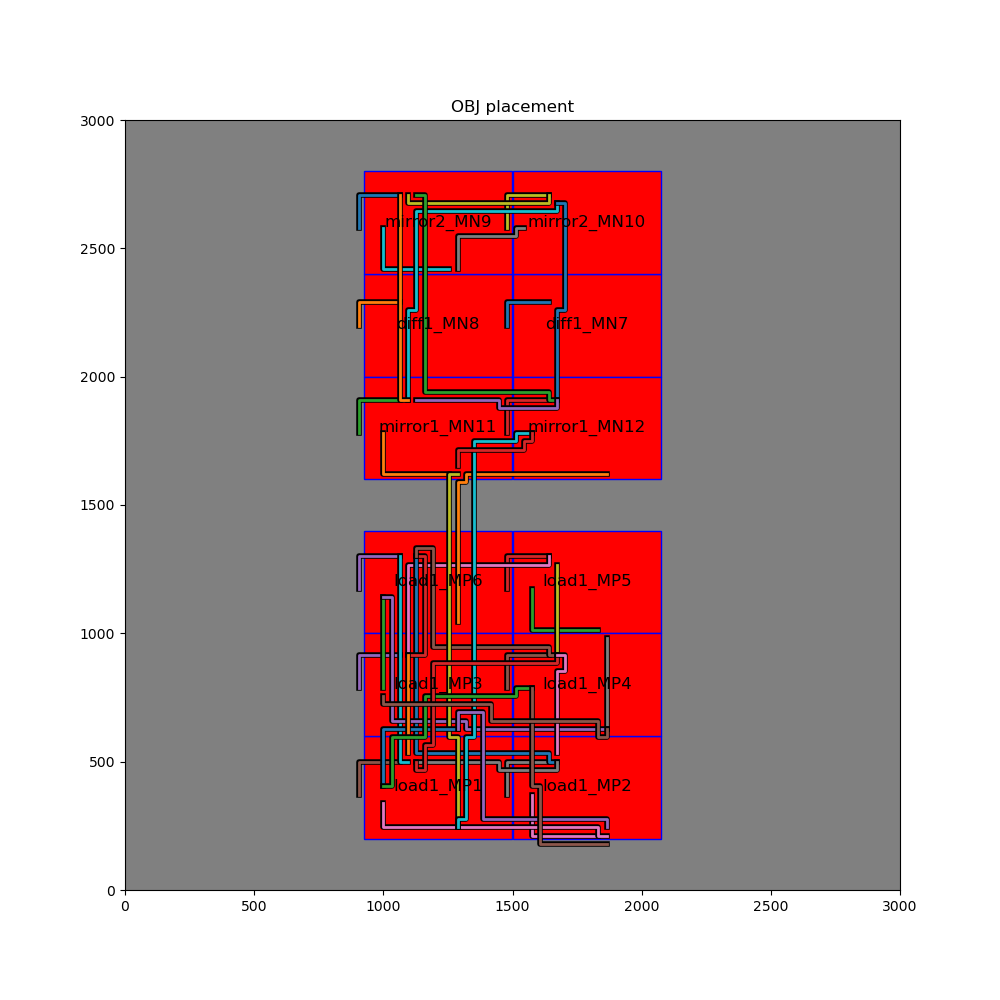 OBJ placement
3000
2500
2000
1500
1000
500
0
mirror2_MN9 mirror2_MN10
diff1_MN8 diff1_MN7
mirror1_MN11 mirror1_MN12
load1_MP6 load1_MP5
load1_MP3 load1_MP4
load1_MP1 load1_MP2
0 500 1000 1500 2000 2500 3000